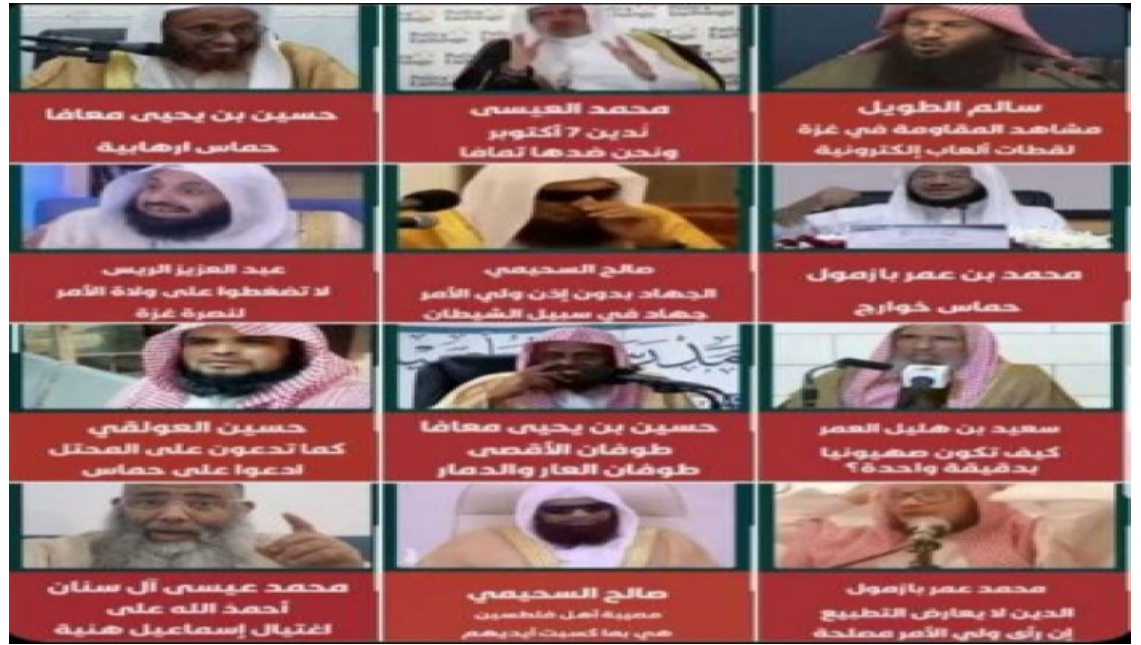 سالم الطويل
مشاهد المقاومة في غزة
لقطات ألعاب إلكترونية
محمد العيسى
نُدين 7 أكتوبر
ونحن ضدها تمامًا
حسين بن يحيى معافا
حماس ارهابية
محمد بن عمر بازمول
حماس خوارج
صالح السحيمي
الجهاد بدون إذن ولي الأمر
جهاد في سبيل الشيطان
عبد العزيز الريس
لا تضغطوا على ولاة الأمر
لنصرة غزة
سعيد بن هليل العمر
كيف تكون صهيونيا
بدقيقة واحدة؟
حسين بن يحيى معافا
طوفان الأقصى
طوفان العار والدمار
حسين العولقي
كما تدعون على المحتل
ادعوا على حماس
محمد عمر بازمول
الدين لا يعارض التطبيع
إن رأى ولي الأمر مصلحة
صالح السحيمي
مصيبة أهل فلطسين
هي بما كسبت أيديهم
محمد عيسى آل سنان
أحمدُ الله على
اغتيال إسماعيل هنية